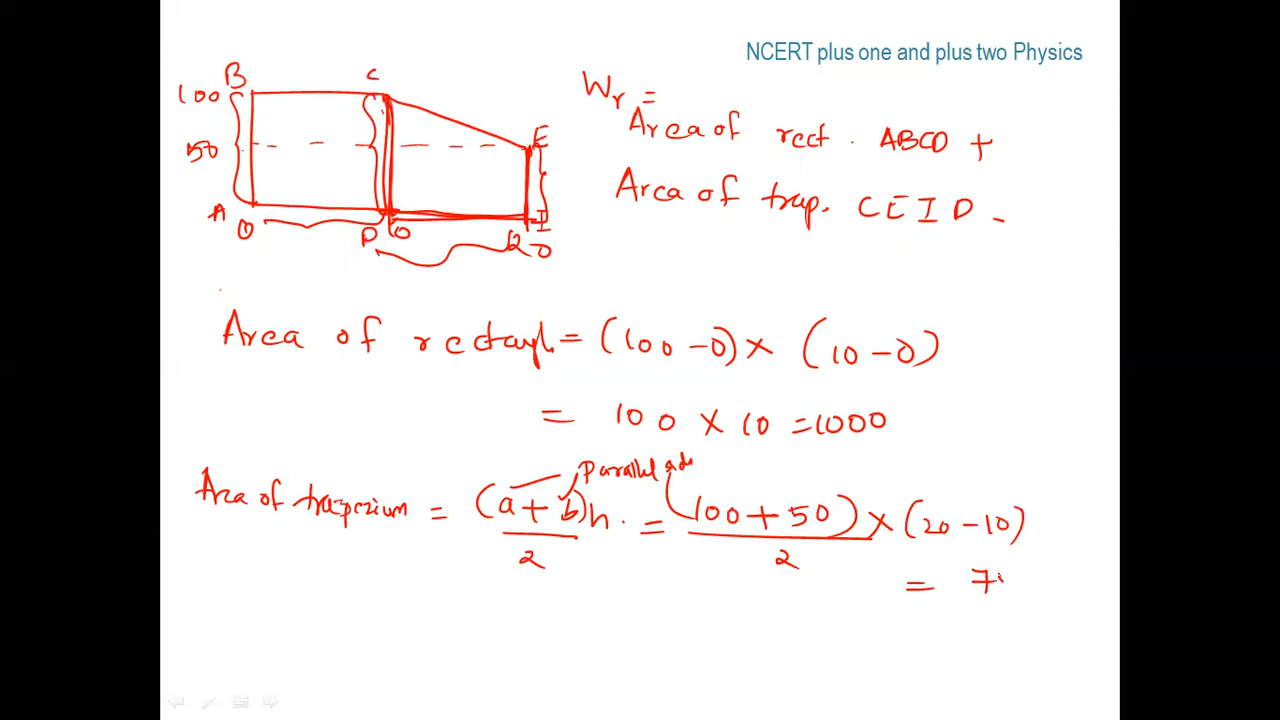 NCERT plus one and plus two Physics
B C
100
50 E
A I
0 D 10 20
Wr =
Area of rect. ABCD +
Area of trap. CEID
Area of = (100 - 0) × (10 - 0)
= 100 × 10 = 1000
Parallel
Area of trapezium = (a + b)h / 2 = (100 + 50) / 2 × (20 - 10)
= 7